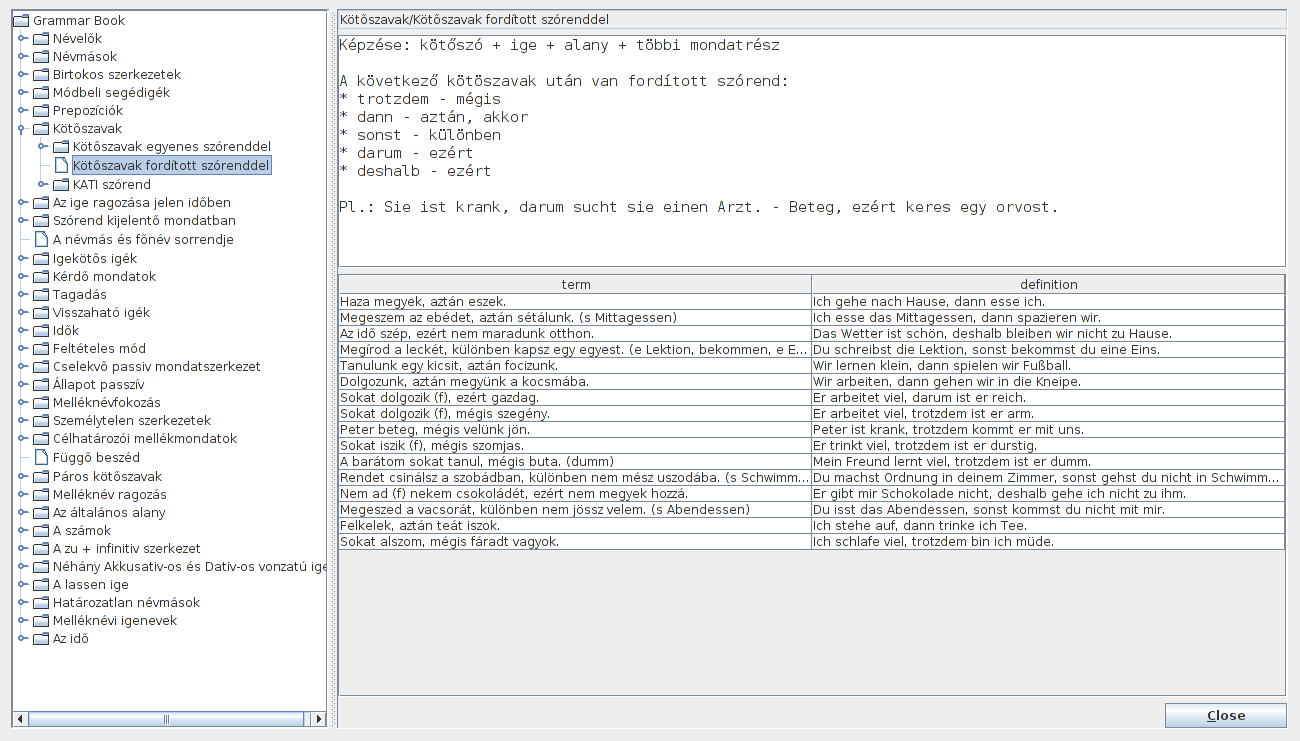 Grammar Book
Névelők
Névmások
Birtokos szerkezetek
Módbeli segédigék
Prepozíciók
Kötőszavak
Kötőszavak egyenes szórenddel
Kötőszavak fordított szórenddel
KATI szórend
Az ige ragozása jelen időben
Szórend kijelentő mondatban
A névmás és főnév sorrendje
Igekötős igék
Kérdő mondatok
Tagadás
Visszaható igék
Idők
Feltételes mód
Cselekvő passiv mondatszerkezet
Állapot passzív
Melléknévfokozás
Személytelen szerkezetek
Célhatározói mellékmondatok
Függő beszéd
Páros kötőszavak
Melléknév ragozás
Az általános alany
A számok
A zu + infinitiv szerkezet
Néhány Akkusativ-os és Dativ-os vonzatú ige
A lassen ige
Határozatlan névmások
Melléknévi igenevek
Az idő
Kötőszavak/Kötőszavak fordított szórenddel
Képzése: kötőszó + ige + alany + többi mondatrész
A következő kötöszavak után van fordított szórend:
* trotzdem - mégis
* dann - aztán, akkor
* sonst - különben
* darum - ezért
* deshalb - ezért
Pl.: Sie ist krank, darum sucht sie einen Arzt. - Beteg, ezért keres egy orvost.
term definition
Haza megyek, aztán eszek. Ich gehe nach Hause, dann esse ich.
Megeszem az ebédet, aztán sétálunk. (s Mittagessen) Ich esse das Mittagessen, dann spazieren wir.
Az idő szép, ezért nem maradunk otthon. Das Wetter ist schön, deshalb bleiben wir nicht zu Hause.
Megírod a leckét, különben kapsz egy egyest. (e Lektion, bekommen, e E... Du schreibst die Lektion, sonst bekommst du eine Eins.
Tanulunk egy kicsit, aztán focizunk. Wir lernen klein, dann spielen wir Fußball.
Dolgozunk, aztán megyünk a kocsmába. Wir arbeiten, dann gehen wir in die Kneipe.
Sokat dolgozik (f), ezért gazdag. Er arbeitet viel, darum ist er reich.
Sokat dolgozik (f), mégis szegény. Er arbeitet viel, trotzdem ist er arm.
Peter beteg, mégis velünk jön. Peter ist krank, trotzdem kommt er mit uns.
Sokat iszik (f), mégis szomjas. Er trinkt viel, trotzdem ist er durstig.
A barátom sokat tanul, mégis buta. (dumm) Mein Freund lernt viel, trotzdem ist er dumm.
Rendet csinálsz a szobádban, különben nem mész uszodába. (s Schwimm... Du machst Ordnung in deinem Zimmer, sonst gehst du nicht in Schwimm...
Nem ad (f) nekem csokoládét, ezért nem megyek hozzá. Er gibt mir Schokolade nicht, deshalb gehe ich nicht zu ihm.
Megeszed a vacsorát, különben nem jössz velem. (s Abendessen) Du isst das Abendessen, sonst kommst du nicht mit mir.
Felkelek, aztán teát iszok. Ich stehe auf, dann trinke ich Tee.
Sokat alszom, mégis fáradt vagyok. Ich schlafe viel, trotzdem bin ich müde.
Close